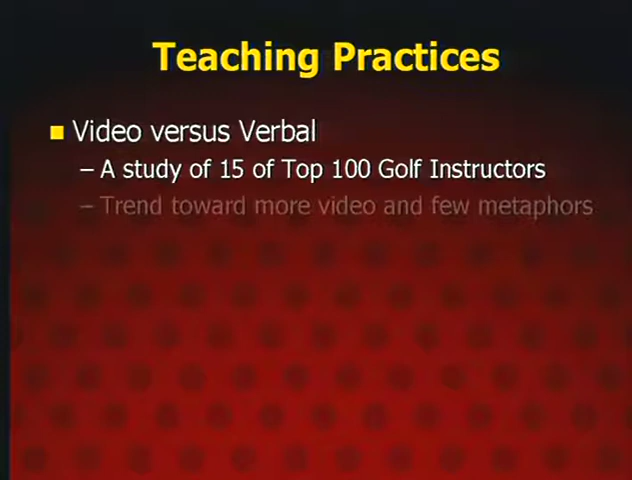 Teaching Practices
Video versus Verbal
– A study of 15 of Top 100 Golf Instructors
– Trend toward more video and few metaphors